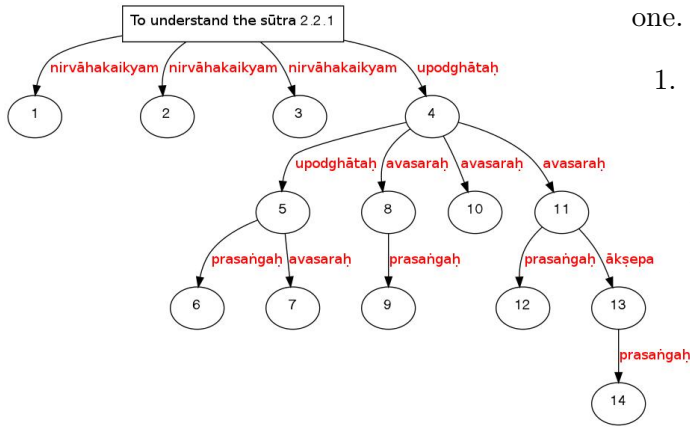 To understand the sūtra 2.2.1
one.
nirvāhakaikyam nirvāhakaikyam nirvāhakaikyam upodghātaḥ
1.
1 2 3 4
upodghātaḥ avasaraḥ avasaraḥ avasaraḥ
5 8 10 11
prasaṅgaḥ avasaraḥ prasaṅgaḥ prasaṅgaḥ ākṣepa
6 7 9 12 13
prasaṅgaḥ
14